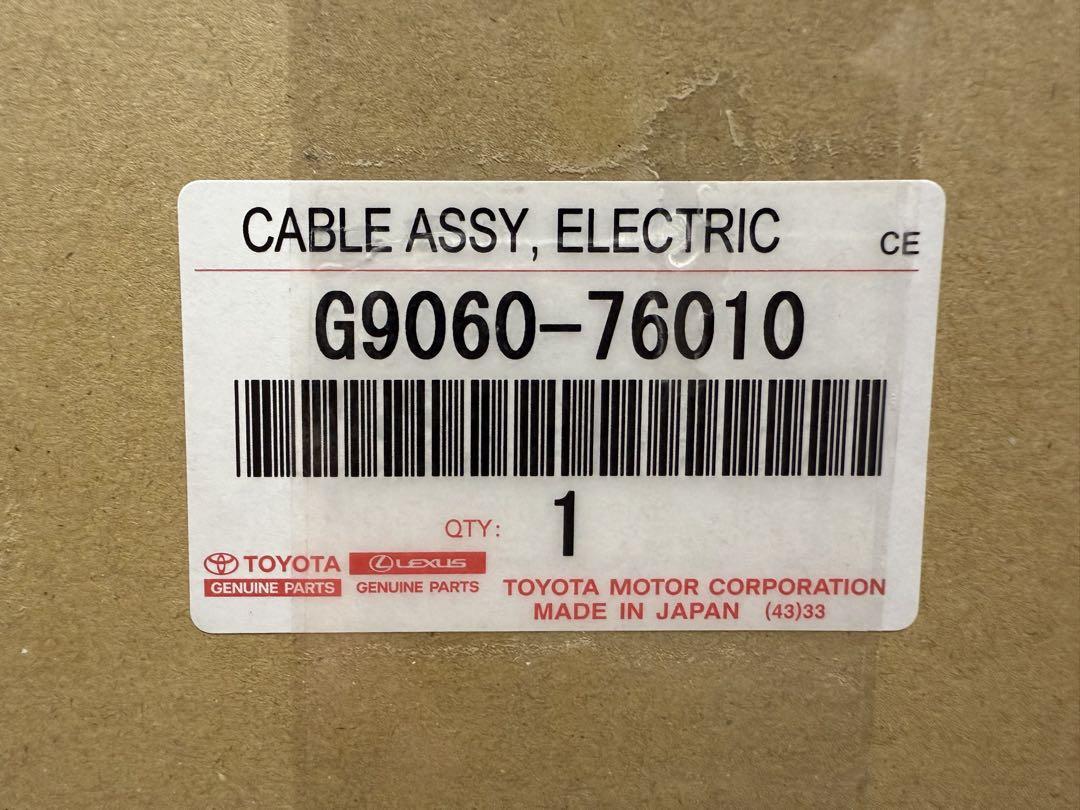 CABLE ASSY, ELECTRIC CE
G9060-76010
QTY: 1
TOYOTA LEXUS
GENUINE PARTS GENUINE PARTS
TOYOTA MOTOR CORPORATION
MADE IN JAPAN (43)33